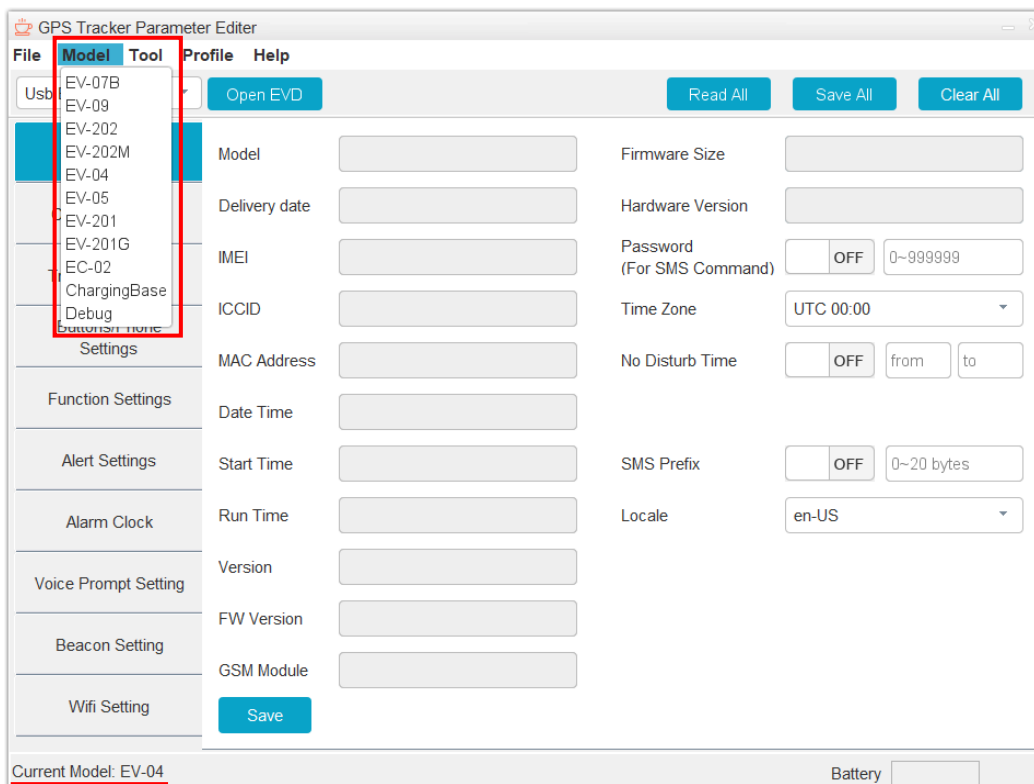 GPS Tracker Parameter Editer
File Model Tool Profile Help
EV-07B
EV-09
EV-202
EV-202M
EV-04
EV-05
EV-201
EV-201G
EC-02
ChargingBase
Debug
Usb
Open EVD
Read All
Save All
Clear All
Settings
Function Settings
Alert Settings
Alarm Clock
Voice Prompt Setting
Beacon Setting
Wifi Setting
Model
Delivery date
IMEI
ICCID
MAC Address
Date Time
Start Time
Run Time
Version
FW Version
GSM Module
Save
Firmware Size
Hardware Version
Password
(For SMS Command) OFF 0~999999
Time Zone UTC 00:00
No Disturb Time OFF from to
SMS Prefix OFF 0~20 bytes
Locale en-US
Current Model: EV-04
Battery